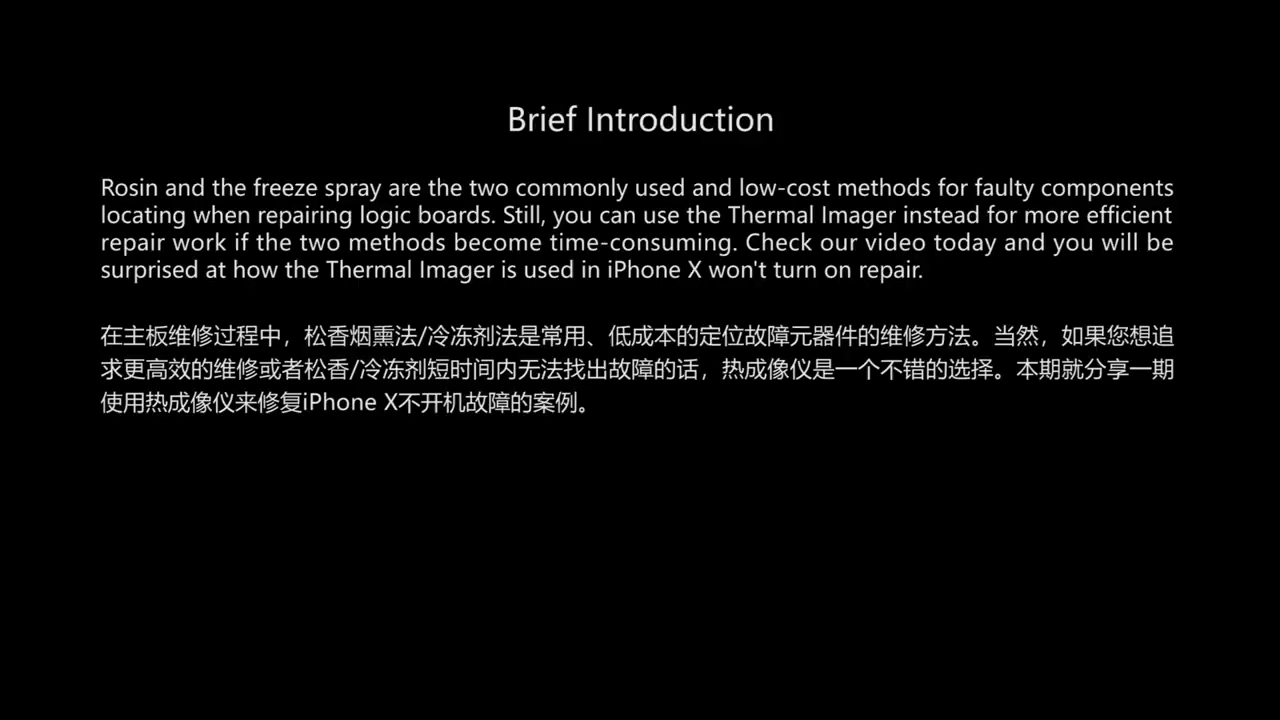 Brief Introduction
Rosin and the freeze spray are the two commonly used and low-cost methods for faulty components
locating when repairing logic boards. Still, you can use the Thermal Imager instead for more efficient
repair work if the two methods become time-consuming. Check our video today and you will be
surprised at how the Thermal Imager is used in iPhone X won't turn on repair.
在主板维修过程中，松香烟熏法/冷冻剂法是常用、低成本的定位故障元器件的维修方法。当然，如果您想追
求更高效的维修或者松香/冷冻剂短时间内无法找出故障的话，热成像仪是一个不错的选择。本期就分享一期
使用热成像仪来修复iPhone X不开机故障的案例。